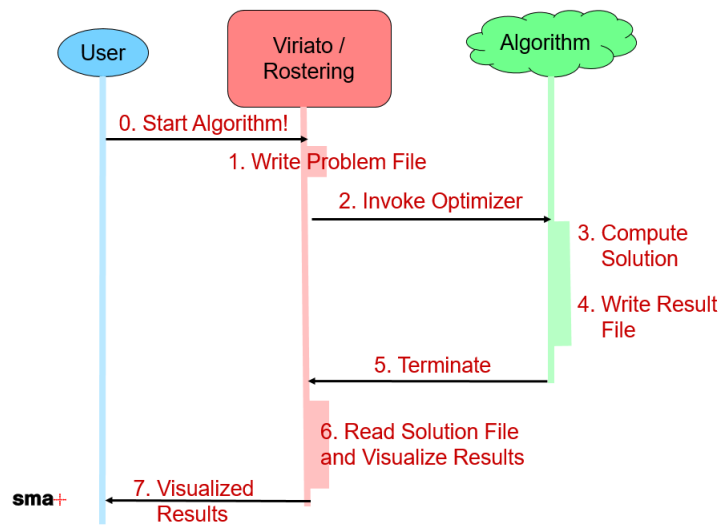 User
Viriato /
Rostering
Algorithm
0. Start Algorithm!
1. Write Problem File
2. Invoke Optimizer
3. Compute
Solution
4. Write Result
File
5. Terminate
6. Read Solution File
and Visualize Results
7. Visualized
Results
sma+